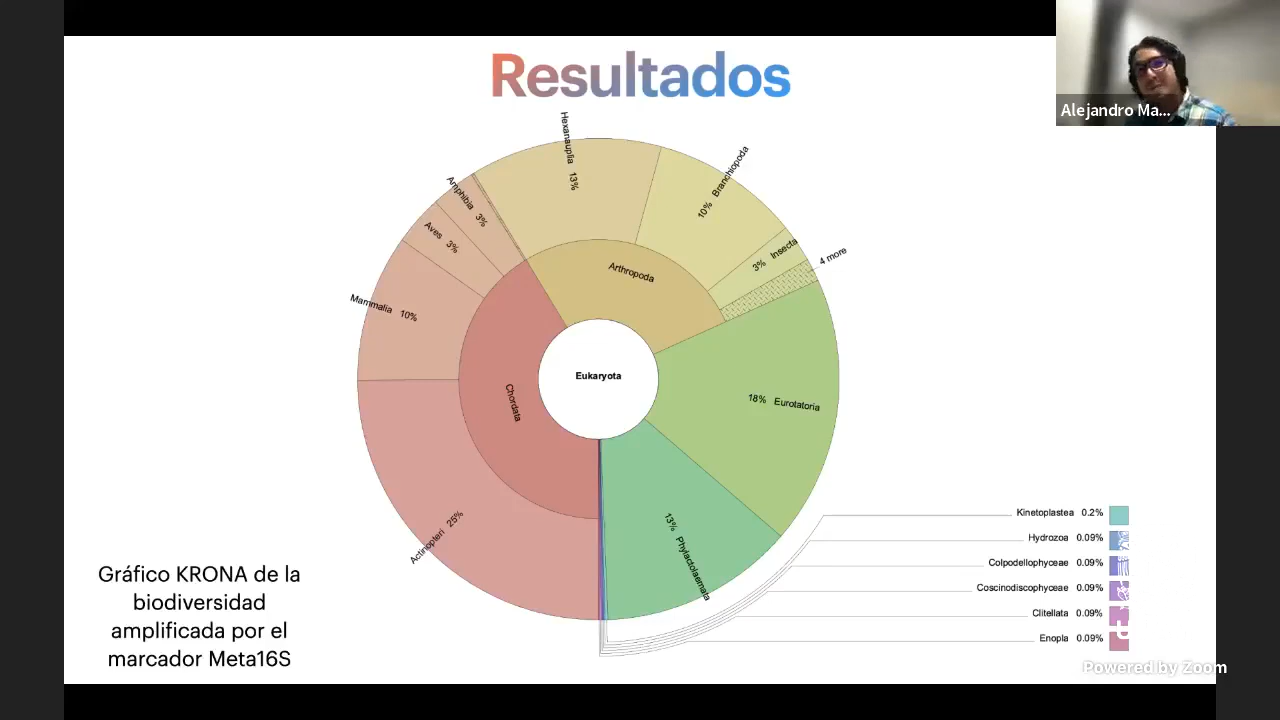 Resultados
Alejandro Ma...
Hexanauplia 13%
10% Branchiopoda
3% Insecta
4 more
Amphibia 3%
Aves 3%
Mammalia 10%
Arthropoda
Chordata
Eukaryota
18% Eurotatoria
Actinopteri 25%
13% Phylactolaemata
Kinetoplastea 0.2%
Hydrozoa 0.09%
Colpodellophyceae 0.09%
Coscinodiscophyceae 0.09%
Clitellata 0.09%
Enopla 0.09%
Gráfico KRONA de la
biodiversidad
amplificada por el
marcador Meta16S
Powered by Zoom